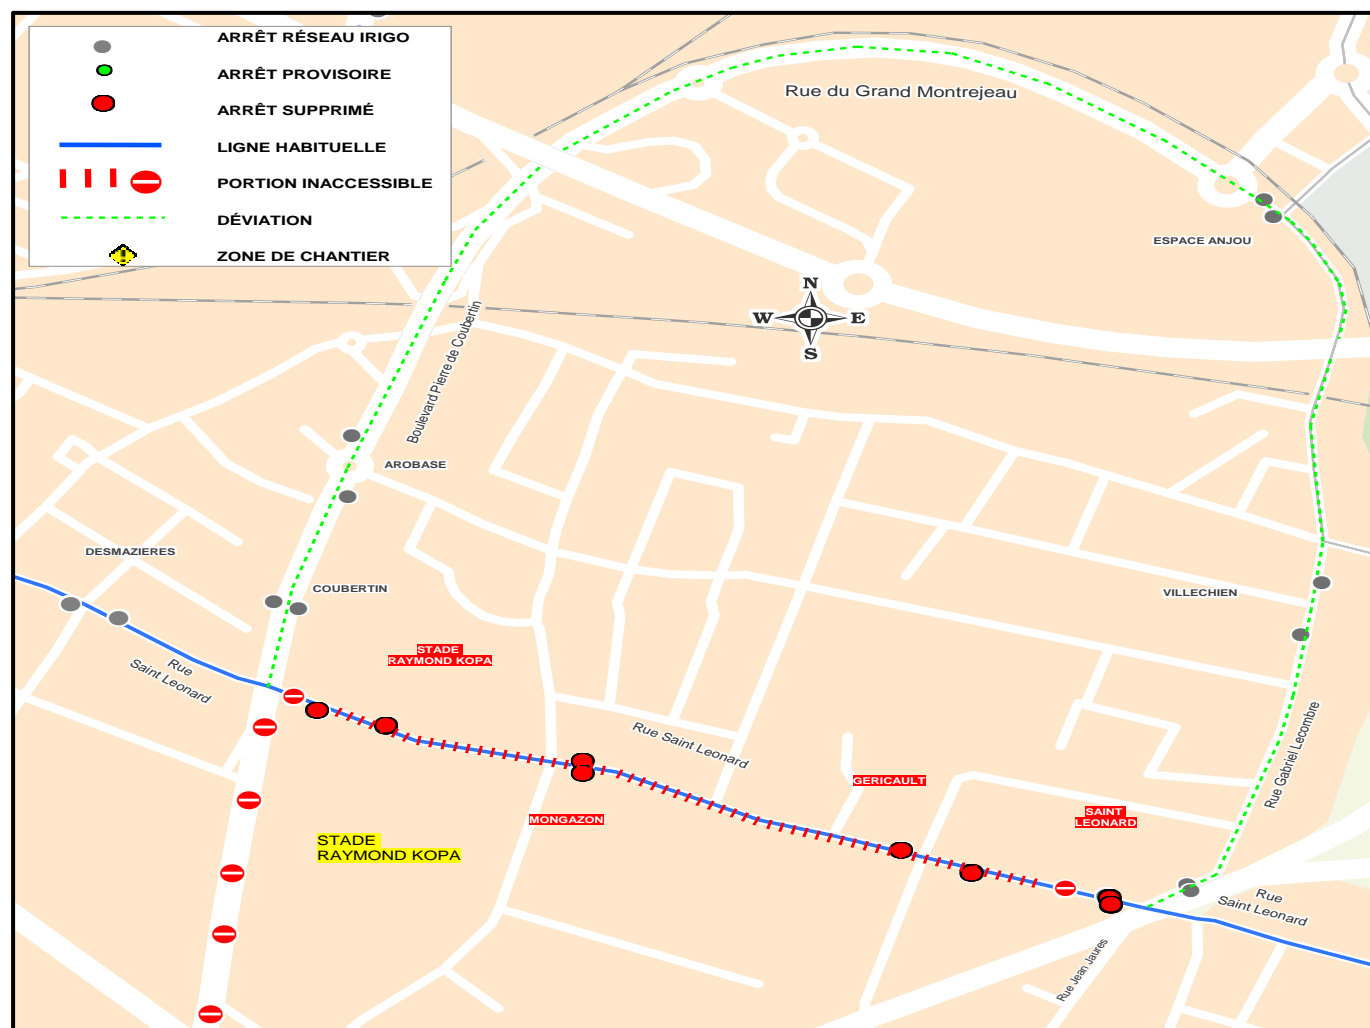 ARRÊT RÉSEAU IRIGO
ARRÊT PROVISOIRE
ARRÊT SUPPRIMÉ
LIGNE HABITUELLE
PORTION INACCESSIBLE
DÉVIATION
ZONE DE CHANTIER
Rue du Grand Montrejeau
ESPACE ANJOU
N
W E
S
Boulevard Pierre de Coubertin
AROBASE
DESMAZIERES
COUBERTIN
VILLECHIEN
STADE
RAYMOND KOPA
Rue
Saint Leonard
Rue Saint Leonard
Rue Gabriel Lecombre
GERICAULT
MONGAZON
SAINT
LEONARD
STADE
RAYMOND KOPA
Rue
Saint Leonard
Rue Jean Jaures